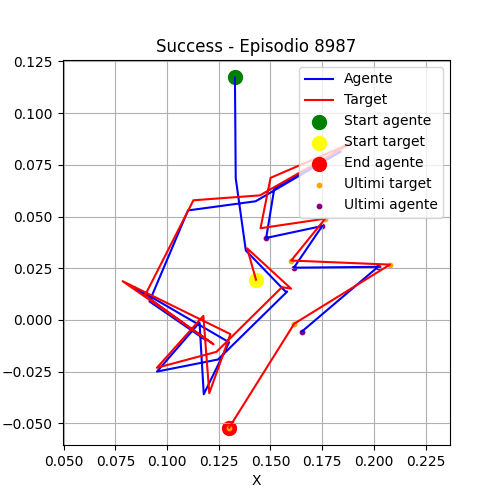 Success - Episodio 8987
Agente
Target
Start agente
Start target
End agente
Ultimi target
Ultimi agente
0.125
0.100
0.075
0.050
0.025
0.000
−0.025
−0.050
0.050 0.075 0.100 0.125 0.150 0.175 0.200 0.225
X